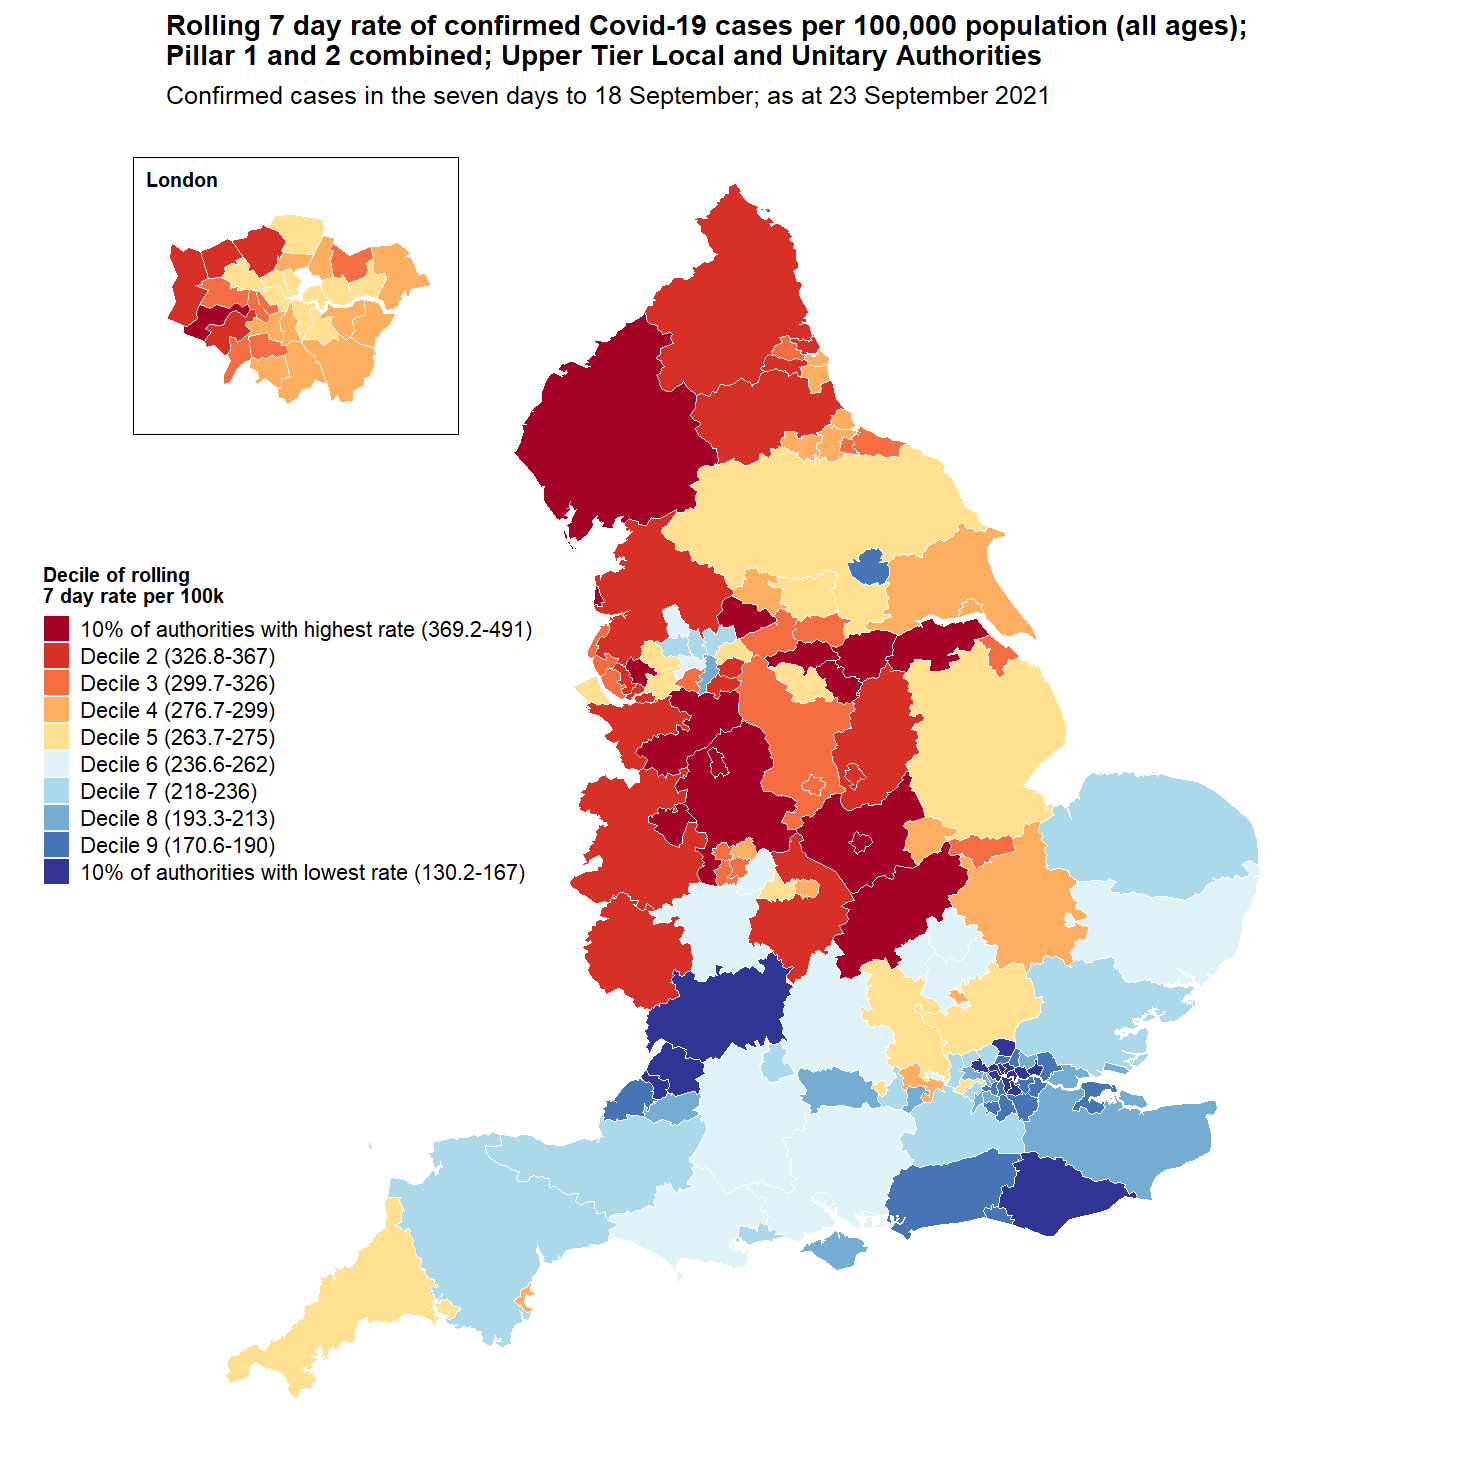 Rolling 7 day rate of confirmed Covid-19 cases per 100,000 population (all ages);
Pillar 1 and 2 combined; Upper Tier Local and Unitary Authorities
Confirmed cases in the seven days to 18 September; as at 23 September 2021
London
Decile of rolling
7 day rate per 100k
10% of authorities with highest rate (369.2-491)
Decile 2 (326.8-367)
Decile 3 (299.7-326)
Decile 4 (276.7-299)
Decile 5 (263.7-275)
Decile 6 (236.6-262)
Decile 7 (218-236)
Decile 8 (193.3-213)
Decile 9 (170.6-190)
10% of authorities with lowest rate (130.2-167)